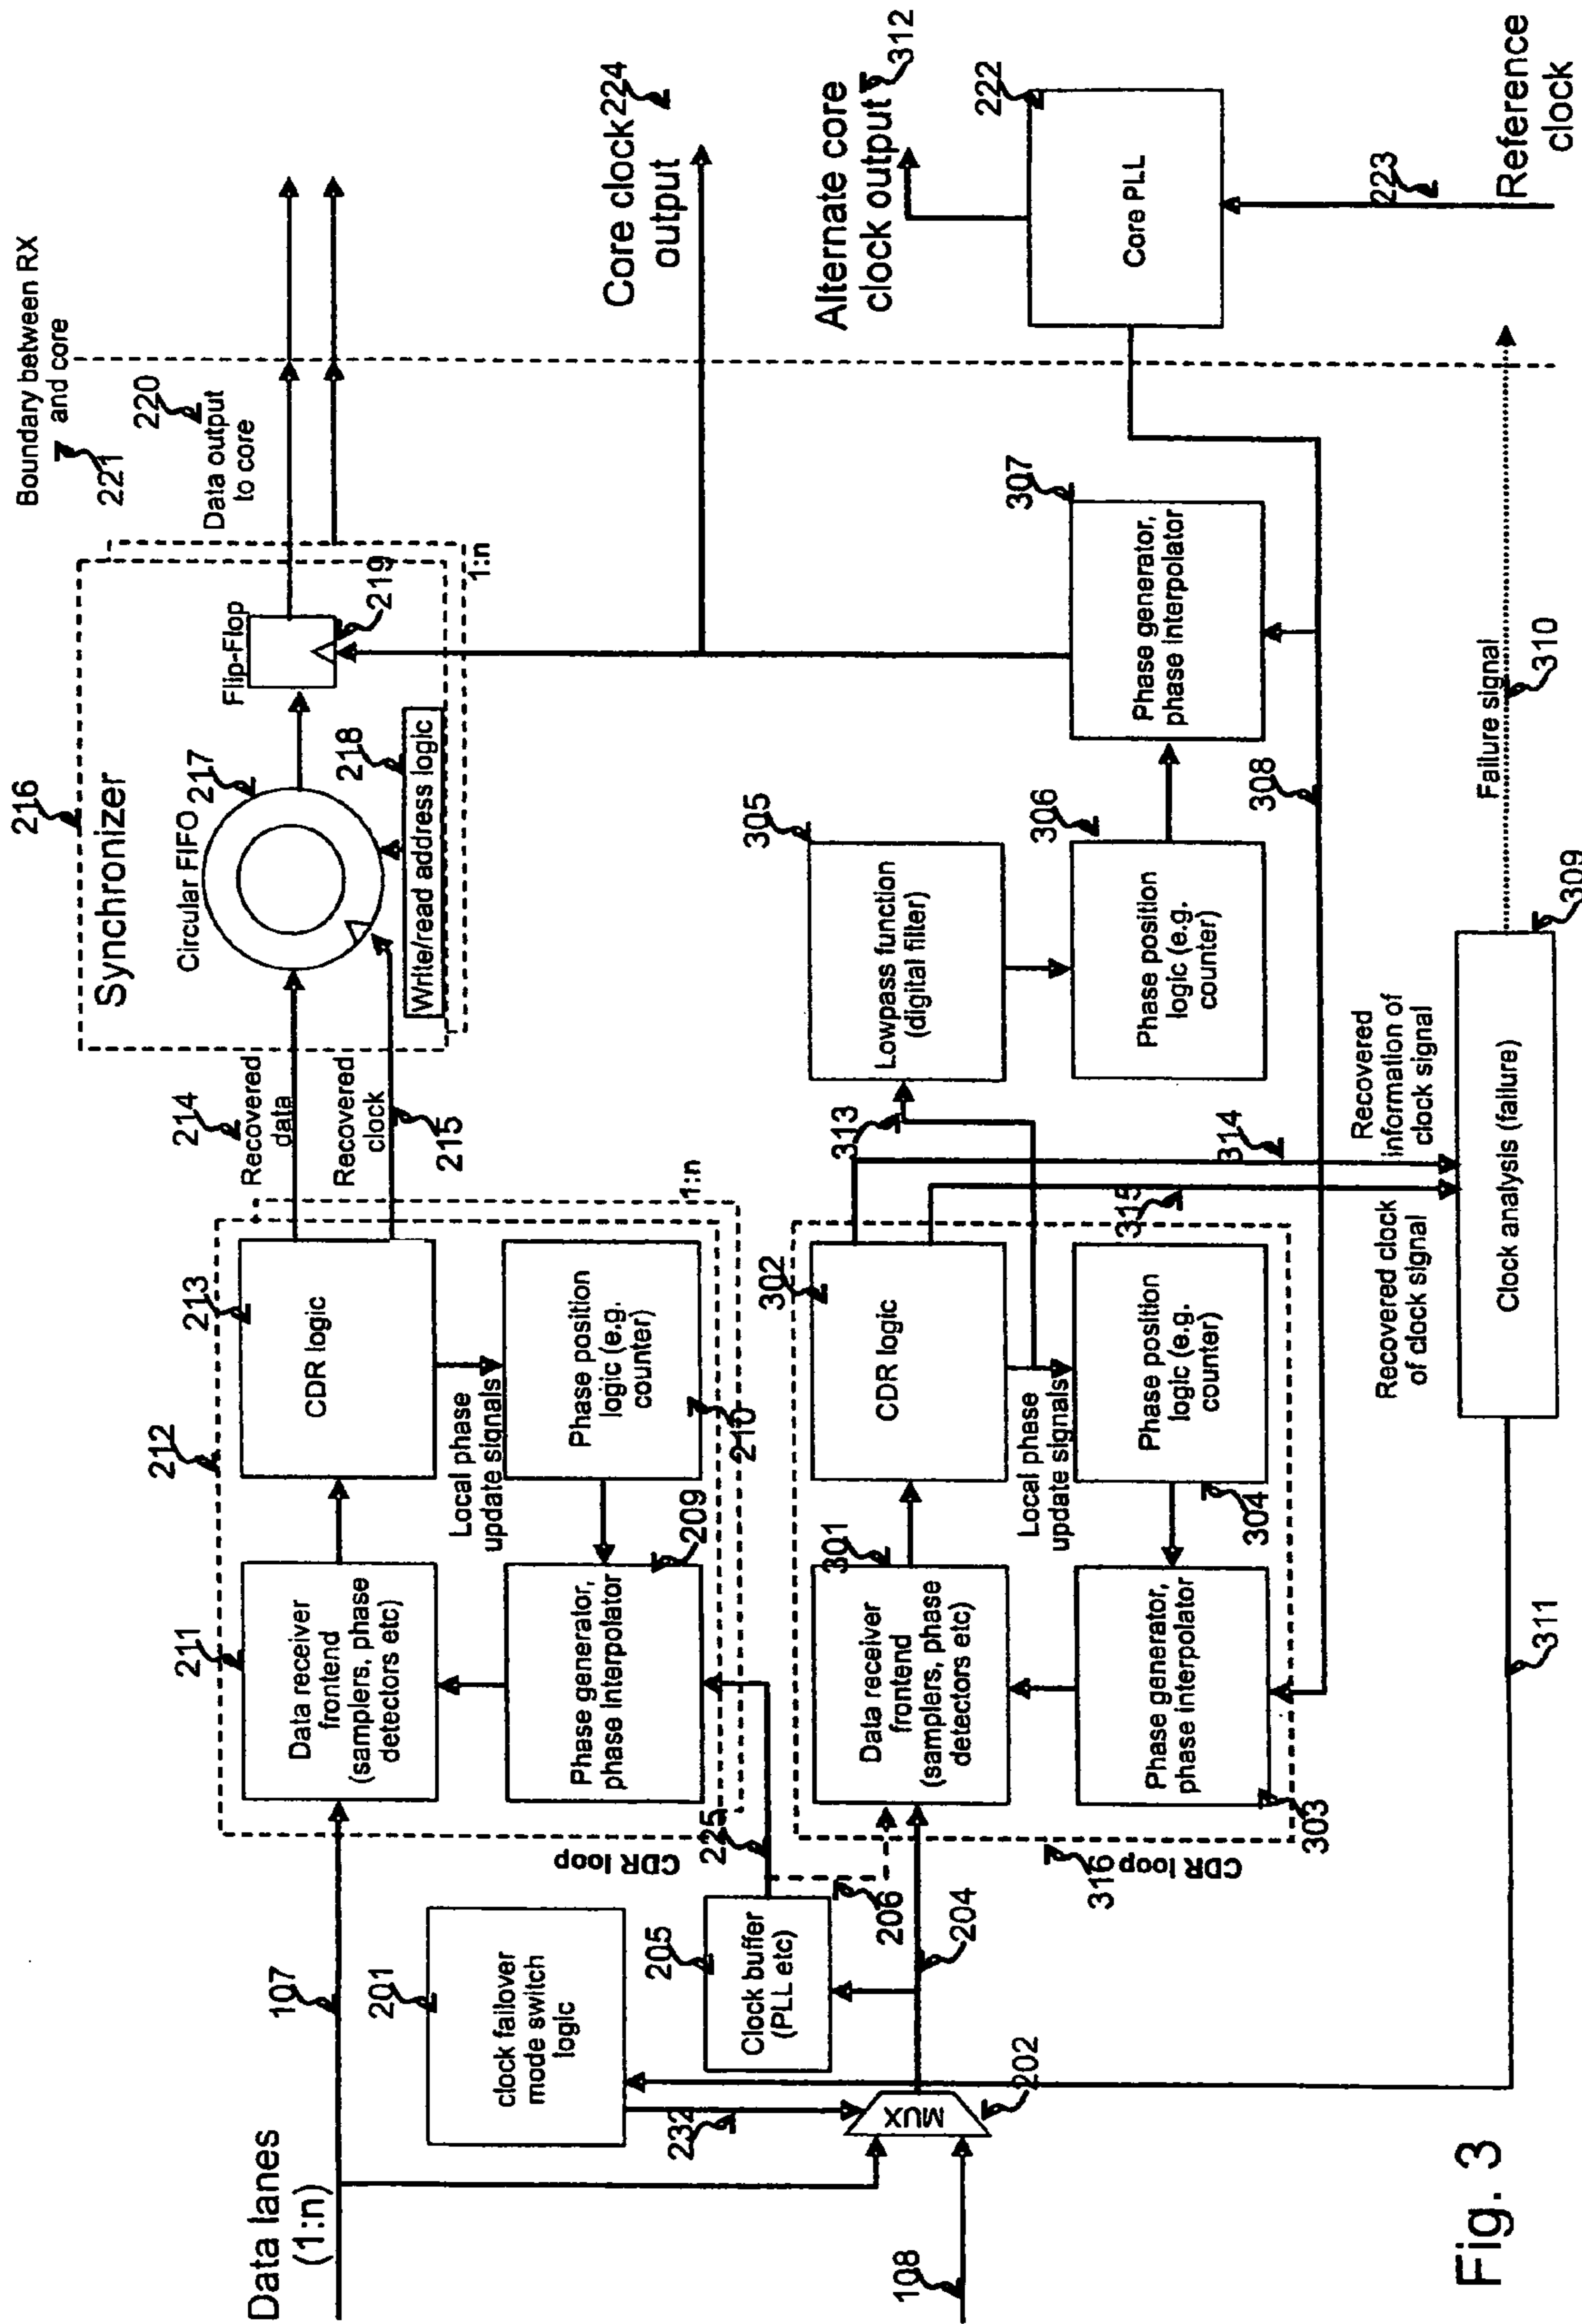 Data lanes
(1:n)
107
108
201
clock failover
mode switch
logic
232
MUX
202
205
Clock buffer
(PLL etc)
206
204
225
CDR loop
212
211
Data receiver
frontend
(samplers, phase
detectors etc)
213
CDR logic
Local phase
update signals
Phase generator,
phase interpolator
209
Phase position
logic (e.g.
counter)
210
1:n
214
Recovered
data
Recovered
clock
215
216
Synchronizer
Circular FIFO
217
218
Write/read address logic
Flip-Flop
219
1:n
Data output
to core
220
Boundary between RX
and core
221
Core clock
output
224
Alternate core
clock output
312
222
Core PLL
223
Reference
clock
CDR loop
316
301
Data receiver
frontend
(samplers, phase
detectors etc)
302
CDR logic
Local phase
update signals
Phase generator,
phase interpolator
303
Phase position
logic (e.g.
counter)
304
313
305
Lowpass function
(digital filter)
306
Phase position
logic (e.g.
counter)
307
Phase generator,
phase interpolator
308
314
Recovered
information of
clock signal
315
Recovered clock
of clock signal
Clock analysis (failure)
309
Failure signal
310
311
Fig. 3